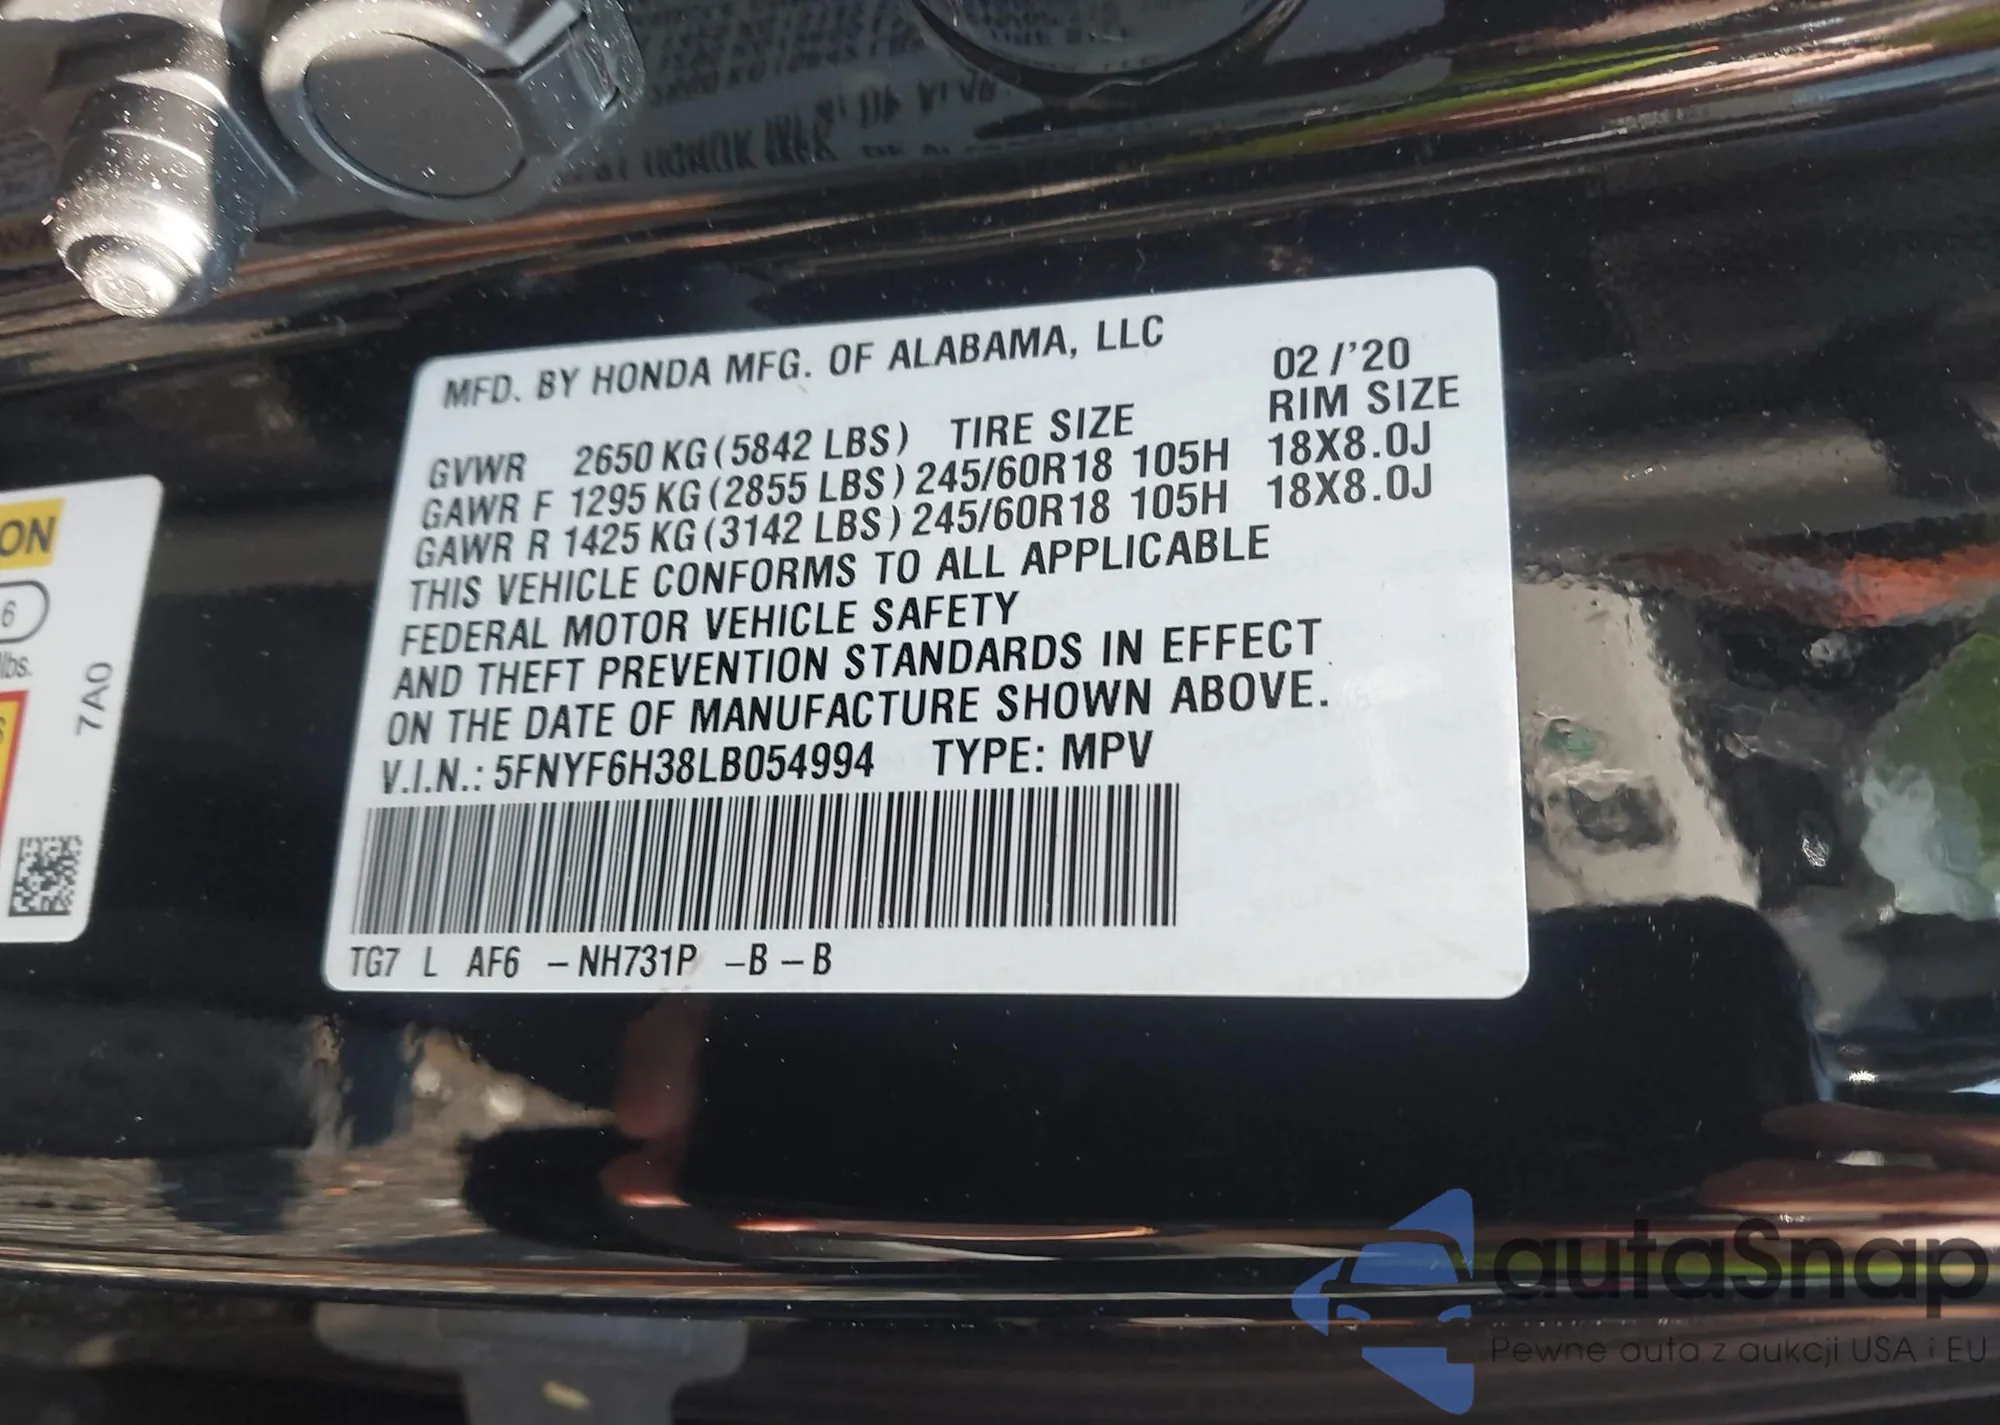 MFD. BY HONDA MFG. OF ALABAMA, LLC 02 /'20
GVWR 2650 KG (5842 LBS) TIRE SIZE RIM SIZE
GAWR F 1295 KG (2855 LBS) 245/60R18 105H 18X8.0J
GAWR R 1425 KG (3142 LBS) 245/60R18 105H 18X8.0J
THIS VEHICLE CONFORMS TO ALL APPLICABLE
FEDERAL MOTOR VEHICLE SAFETY
AND THEFT PREVENTION STANDARDS IN EFFECT
ON THE DATE OF MANUFACTURE SHOWN ABOVE.
V.I.N.: 5FNYF6H38LB054994 TYPE: MPV
TG7 L AF6 – NH731P –B – B
ON
6
lbs.
7A0
autaSnap
Pewne auta z aukcji USA i EU